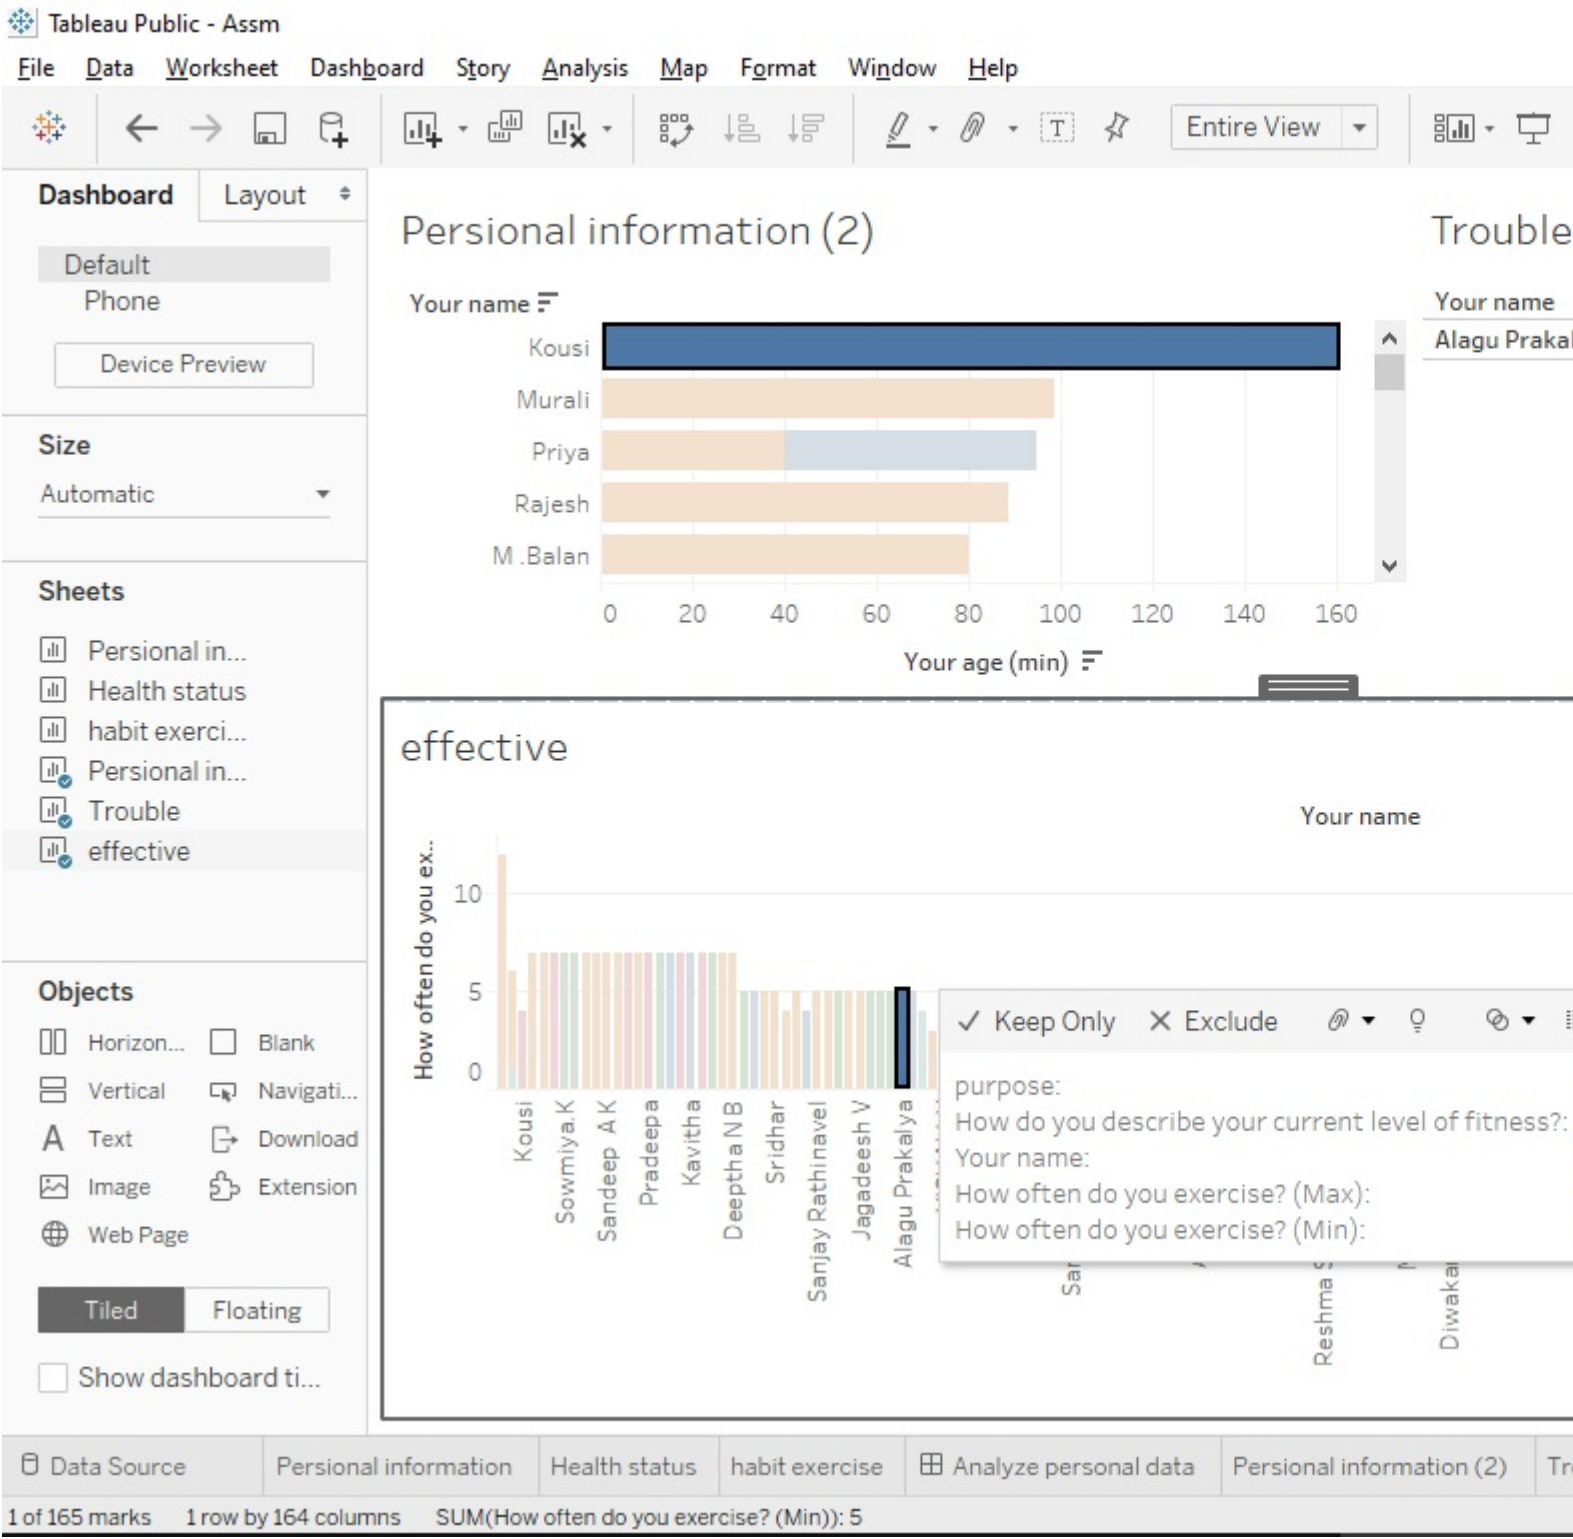 Tableau Public - Assm
File Data Worksheet Dashboard Story Analysis Map Format Window Help
T Entire View
Dashboard Layout
Default
Phone
Device Preview
Size
Automatic
Sheets
Persional in...
Health status
habit exerci...
Persional in...
Trouble
effective
Objects
Horizon... Blank
Vertical Navigati...
A Text Download
Image Extension
Web Page
Tiled Floating
Show dashboard ti...
Persional information (2)
Your name
Kousi
Murali
Priya
Rajesh
M .Balan
0 20 40 60 80 100 120 140 160
Your age (min)
Trouble
Your name
Alagu Prakal
effective
Your name
How often do you ex..
10
5
0
Kousi
Sowmiya.K
Sandeep A K
Pradeepa
Kavitha
Deeptha N B
Sridhar
Sanjay Rathinavel
Jagadeesh V
Alagu Prakalya
Sar
Reshma S
Diwakar
Keep Only Exclude
purpose:
How do you describe your current level of fitness?:
Your name:
How often do you exercise? (Max):
How often do you exercise? (Min):
Data Source Persional information Health status habit exercise Analyze personal data Persional information (2) Tr
1 of 165 marks 1 row by 164 columns SUM(How often do you exercise? (Min)): 5